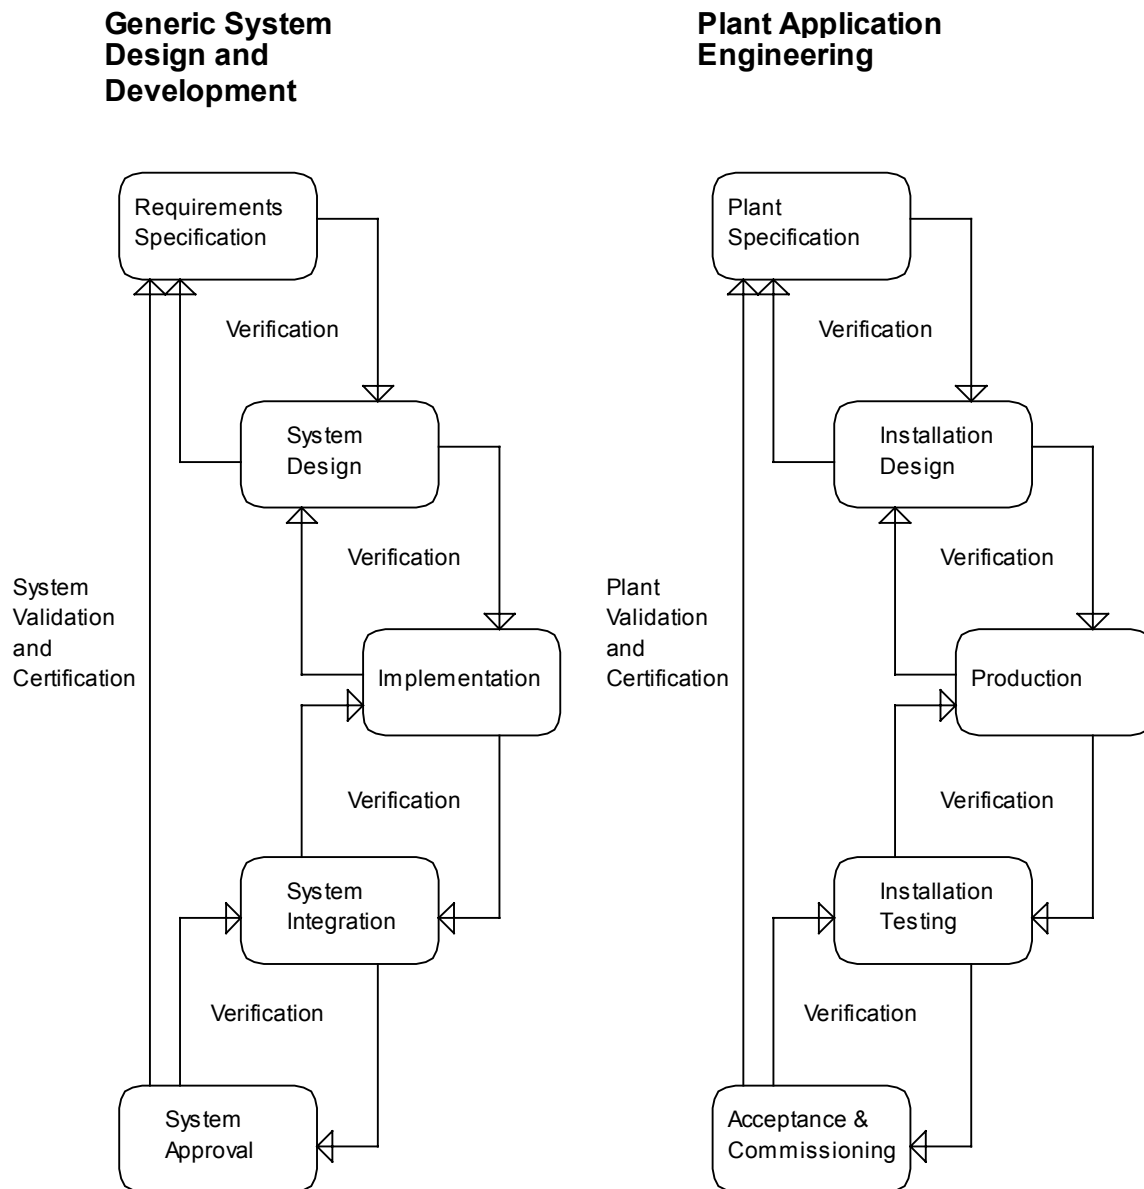 Generic System
Design and
Development
Requirements
Specification
Verification
System
Design
Verification
System
Validation
and
Certification
Implementation
Verification
System
Integration
Verification
System
Approval
Plant Application
Engineering
Plant
Specification
Verification
Installation
Design
Verification
Plant
Validation
and
Certification
Production
Verification
Installation
Testing
Verification
Acceptance &
Commissioning